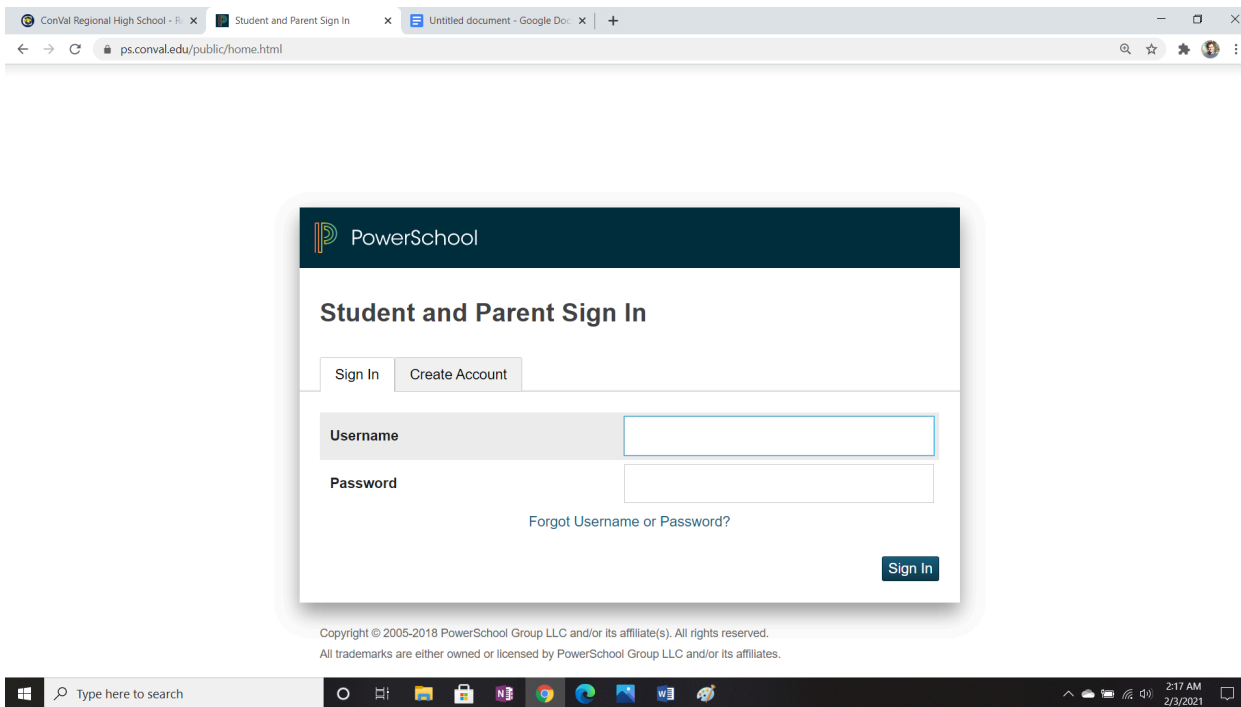 ConVal Regional High School - R
Student and Parent Sign In
Untitled document - Google Doc
ps.conval.edu/public/home.html
PowerSchool
Student and Parent Sign In
Sign In
Create Account
Username
Password
Forgot Username or Password?
Sign In
Copyright © 2005-2018 PowerSchool Group LLC and/or its affiliate(s). All rights reserved.
All trademarks are either owned or licensed by PowerSchool Group LLC and/or its affiliates.
Type here to search
N
W
2:17 AM
2/3/2021